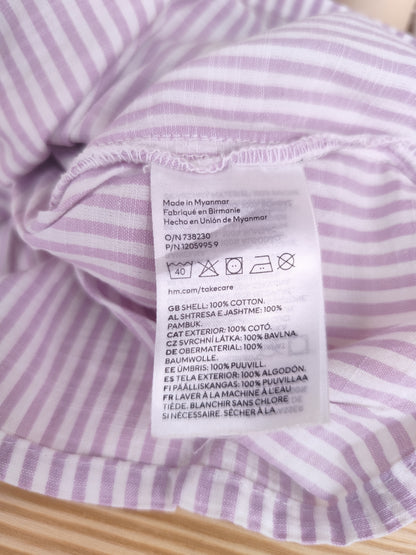 Made in Myanmar
Fabriqué en Birmanie
Hecho en Unión de Myanmar
O/N 738230
P/N 1205995 9
40
hm.com/takecare
GB SHELL: 100% COTTON.
AL SHTRESA E JASHTME: 100%
PAMBUK.
CAT EXTERIOR: 100% COTÓ.
CZ SVRCHNÍ LÁTKA: 100% BAVLNA.
DE OBERMATERIAL: 100%
BAUMWOLLE.
EE ÜMBRIS: 100% PUUVILL.
ES TELA EXTERIOR: 100% ALGODÓN.
FI PÄÄLLISKANGAS: 100% PUUVILLAA
FR LAVER À LA MACHINE À L'EAU
TIÈDE. BLANCHIR SANS CHLORE
SI NÉCESSAIRE. SÉCHER À LA